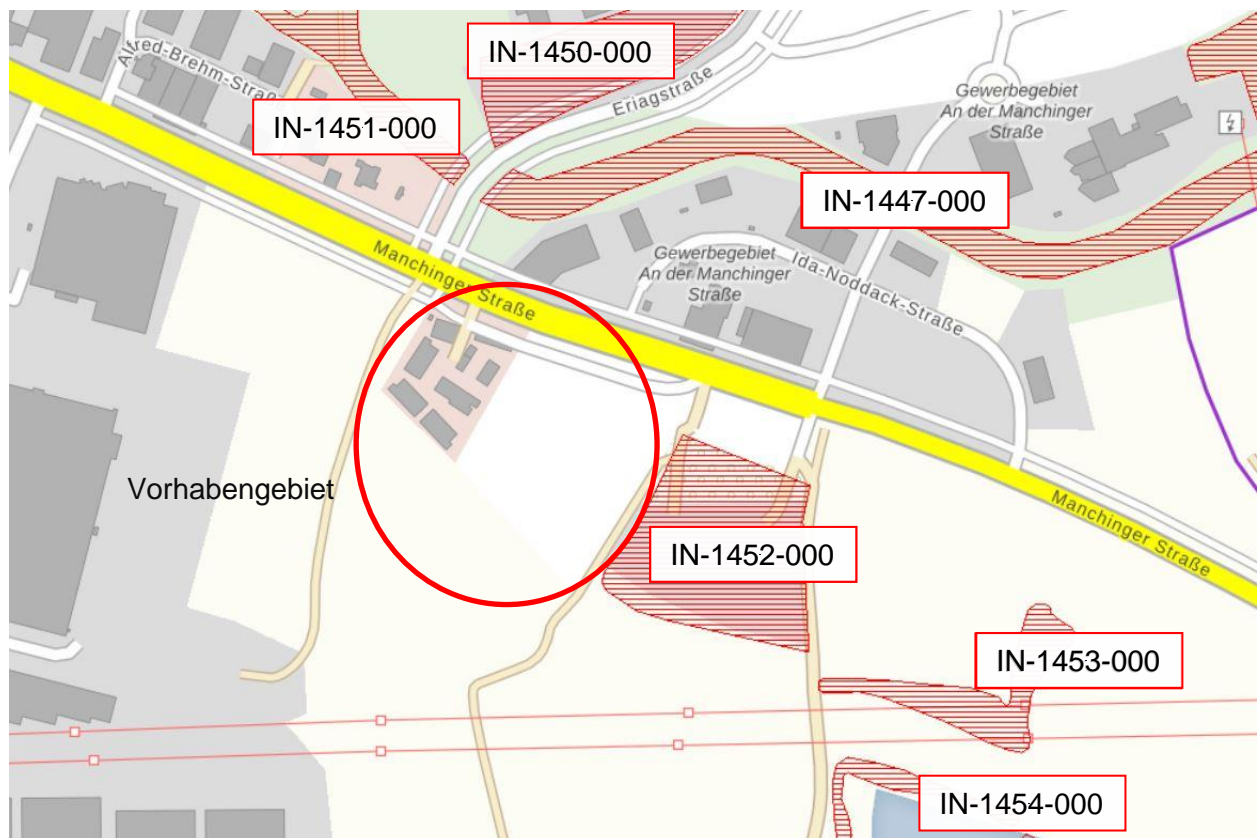 IN-1450-000
Alfred-Brehm-Straße
Eriagstraße
Gewerbegebiet
An der Manchinger
Straße
IN-1451-000
IN-1447-000
Manchinger Straße
Gewerbegebiet
An der Manchinger
Straße
Ida-Noddack-Straße
Vorhabengebiet
Manchinger Straße
IN-1452-000
IN-1453-000
IN-1454-000